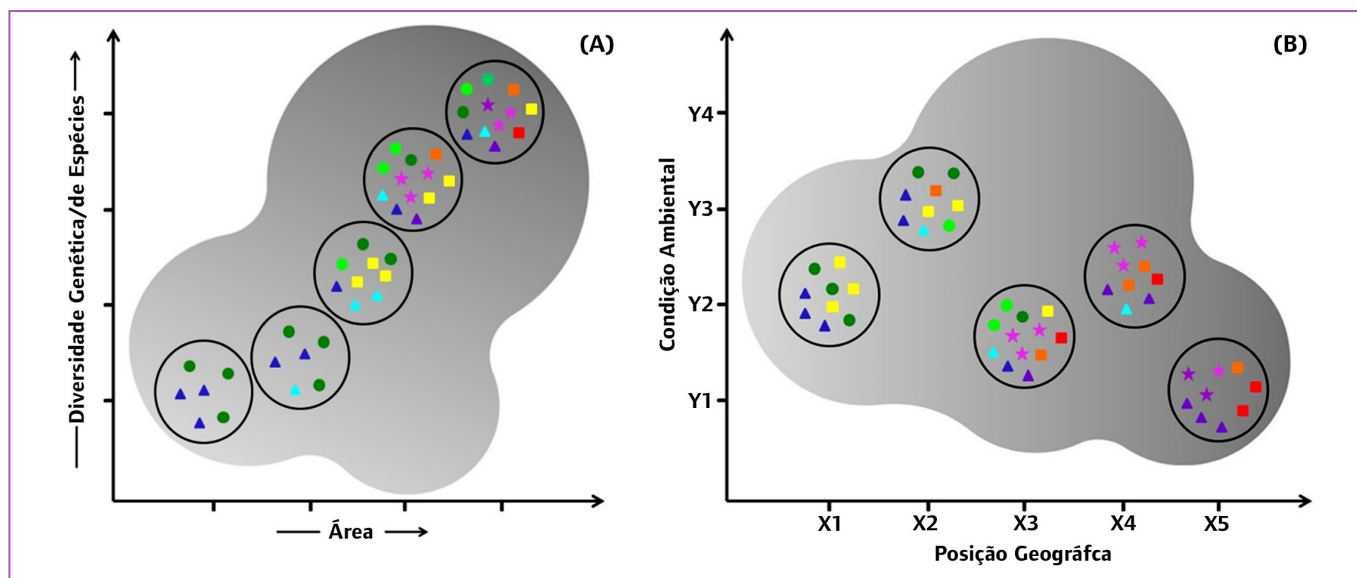 (A)
Diversidade Genética/de Espécies
Área
(B)
Condição Ambiental
Y4
Y3
Y2
Y1
X1 X2 X3 X4 X5
Posição Geográfca